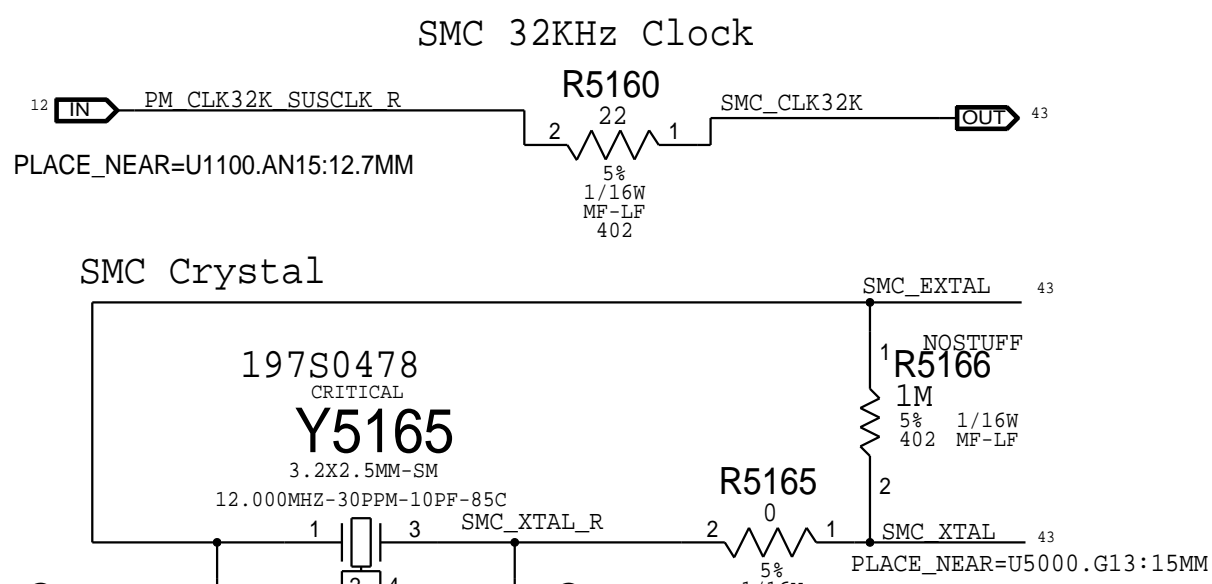 SMC 32KHz Clock
R5160
12 IN PM_CLK32K_SUSCLK_R 22 SMC_CLK32K OUT 43
2 1
PLACE_NEAR=U1100.AN15:12.7MM
5%
1/16W
MF-LF
402
SMC Crystal
SMC_EXTAL 43
NOSTUFF
1 R5166
197S0478
CRITICAL
1M
5% 1/16W
402 MF-LF
Y5165
3.2X2.5MM-SM
12.000MHZ-30PPM-10PF-85C
R5165
2
0
1 3 SMC_XTAL_R 2 1 SMC_XTAL 43
PLACE_NEAR=U5000.G13:15MM
5%
2 4
1/16W